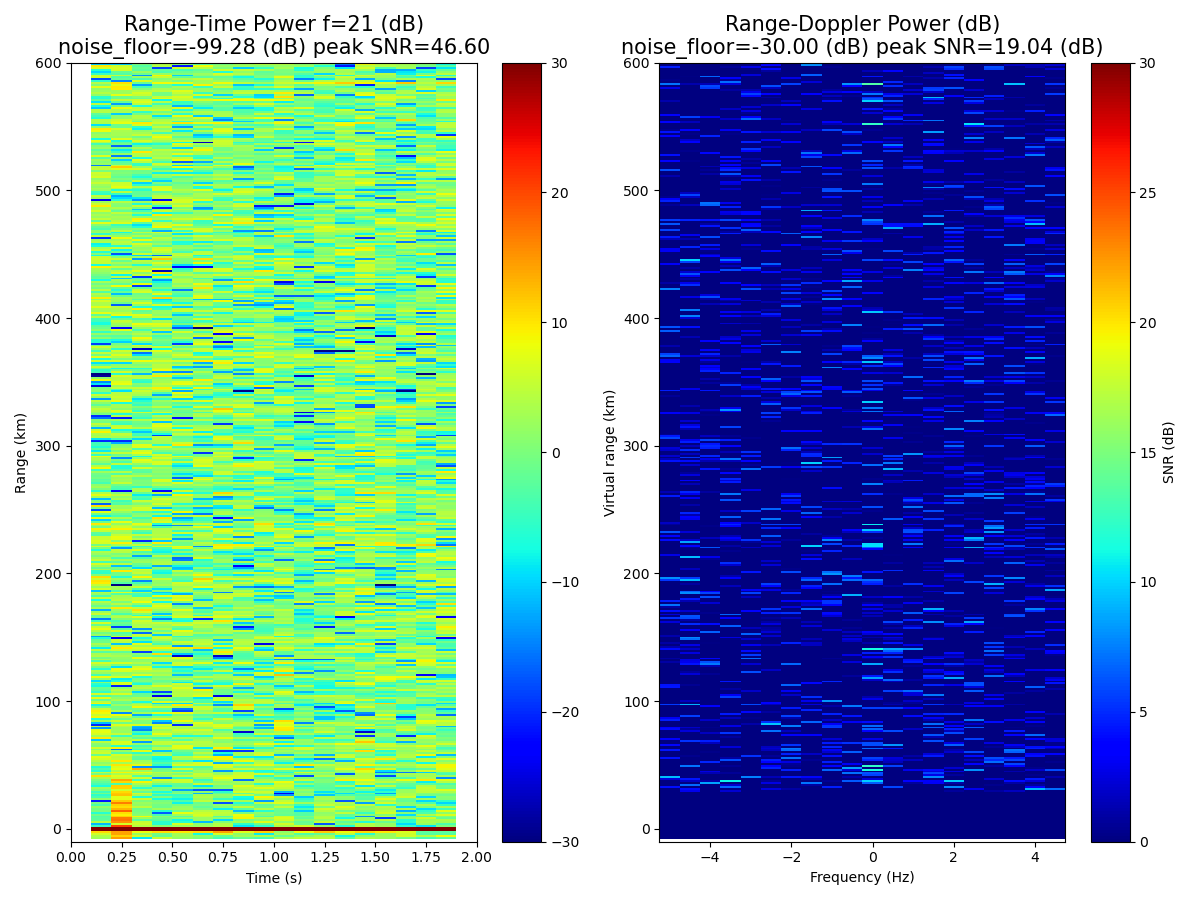 Range-Time Power f=21 (dB)
noise_floor=-99.28 (dB) peak SNR=46.60
600
500
400
300
200
100
0
Range (km)
0.00 0.25 0.50 0.75 1.00 1.25 1.50 1.75 2.00
Time (s)
30
20
10
0
−10
−20
−30
Range-Doppler Power (dB)
noise_floor=-30.00 (dB) peak SNR=19.04 (dB)
600
500
400
300
200
100
0
Virtual range (km)
−4 −2 0 2 4
Frequency (Hz)
30
25
20
15
10
5
0
SNR (dB)